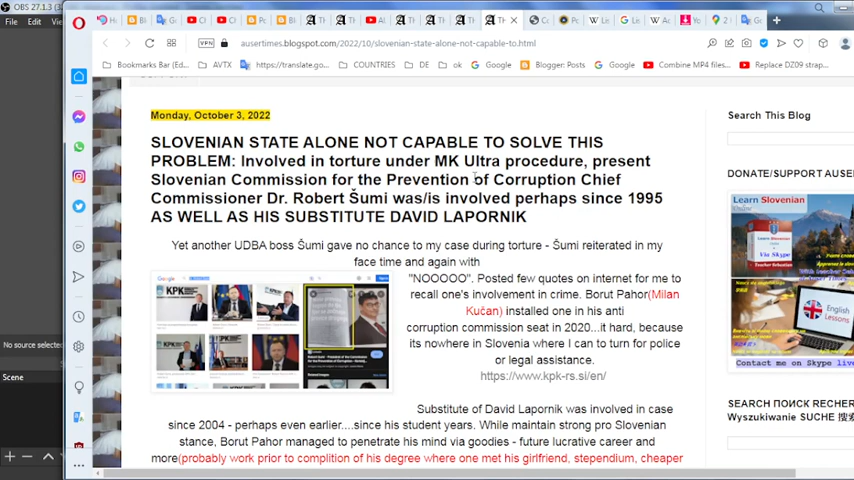 OBS 27.1.3
File
Edit
ausertimes.blogspot.com/2022/10/slovenian-state-alone-not-capable-to.html
VPN
Bookmarks Bar (Ed...
AVTX
https://translate.go...
COUNTRIES
DE
ok
Google
Blogger: Posts
Google
Combine MP4 files...
Replace DZ09 strap...
Monday, October 3, 2022
SLOVENIAN STATE ALONE NOT CAPABLE TO SOLVE THIS
PROBLEM: Involved in torture under MK Ultra procedure, present
Slovenian Commission for the Prevention of Corruption Chief
Commissioner Dr. Robert Šumi was/is involved perhaps since 1995
AS WELL AS HIS SUBSTITUTE DAVID LAPORNIK
Yet another UDBA boss Šumi gave no chance to my case during torture - Šumi reiterated in my
face time and again with
"NOOOOO". Posted few quotes on internet for me to
recall one's involvement in crime. Borut Pahor(Milan
Kučan) installed one in his anti
corruption commission seat in 2020...it hard, because
its nowhere in Slovenia where I can to turn for police
or legal assistance.
https://www.kpk-rs.si/en/
Substitute of David Lapornik was involved in case
since 2004 - perhaps even earlier....since his student years. While maintain strong pro Slovenian
stance, Borut Pahor managed to penetrate his mind via goodies - future lucrative career and
more(probably work prior to complition of his degree where one met his girlfriend, stependium, cheaper
Search This Blog
DONATE/SUPPORT AUSE
Learn Slovenian
Via Skype
English
Lessons
Contact me on Skype live
SEARCH ПОИСК RECHER
Wyszukiwanie SUCHE
KPK
Google
No source selected
Scene